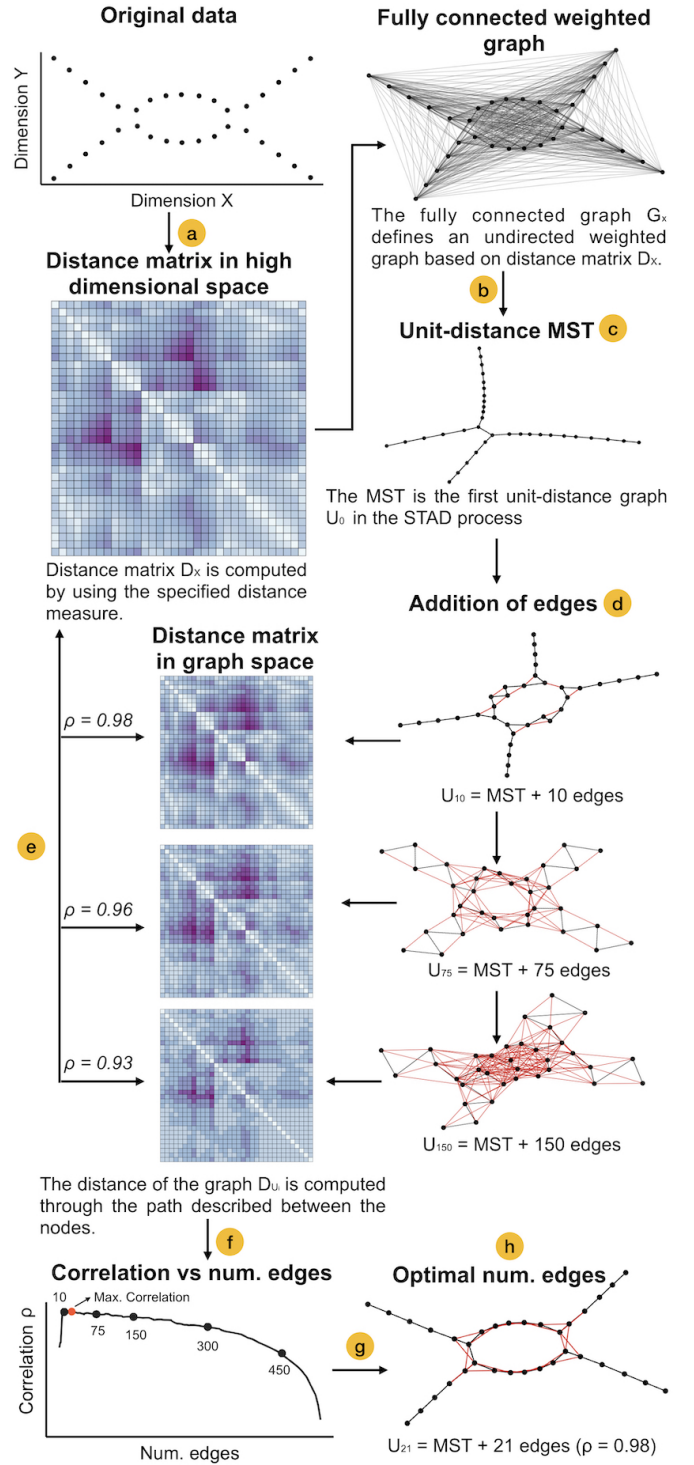 Original data
Dimension Y
Dimension X
a
Distance matrix in high
dimensional space
Distance matrix Dx is computed
by using the specified distance
measure.
Fully connected weighted
graph
The fully connected graph Gx
defines an undirected weighted
graph based on distance matrix Dx.
b
Unit-distance MST
c
The MST is the first unit-distance graph
U0 in the STAD process
Addition of edges
d
U10 = MST + 10 edges
U75 = MST + 75 edges
U150 = MST + 150 edges
Distance matrix
in graph space
ρ = 0.98
e
ρ = 0.96
ρ = 0.93
The distance of the graph DUi is computed
through the path described between the
nodes.
f
Correlation vs num. edges
10
Max. Correlation
75
150
300
450
Correlation ρ
Num. edges
g
h
Optimal num. edges
U21 = MST + 21 edges (ρ = 0.98)